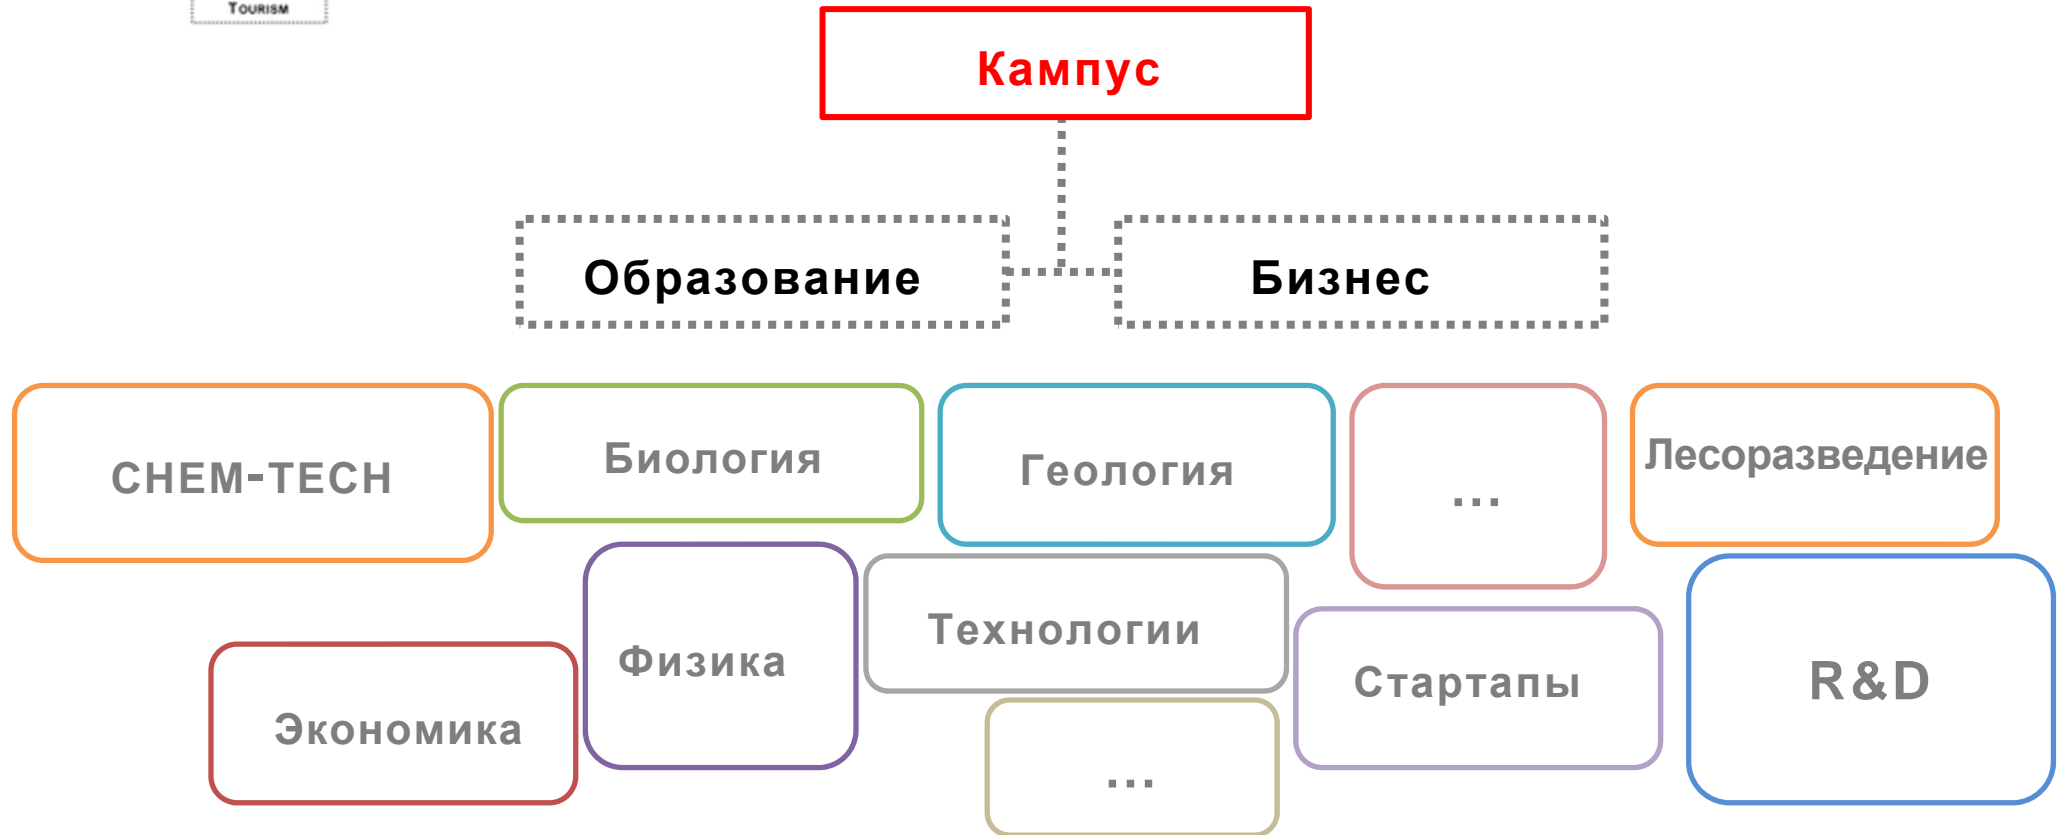 TOURISM
Кампус
Образование
Бизнес
CHEM-TECH
Биология
Геология
...
Лесоразведение
Экономика
Физика
Технологии
...
Стартапы
R&D